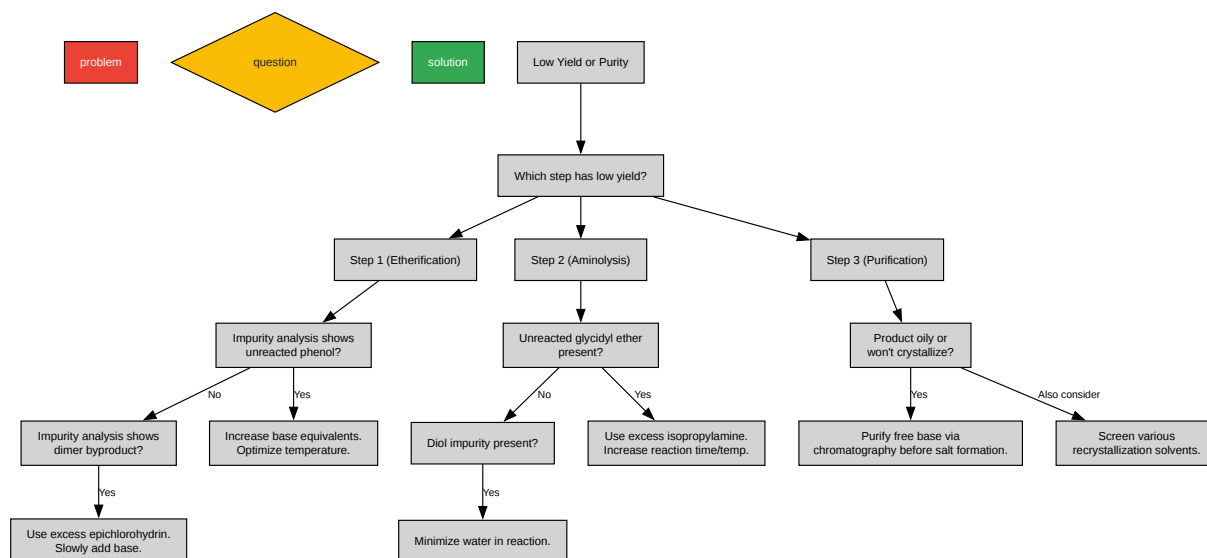 problem
question
solution
Low Yield or Purity
Which step has low yield?
Step 1 (Etherification)
Step 2 (Aminolysis)
Step 3 (Purification)
Impurity analysis shows
unreacted phenol?
Unreacted glycidyl ether
present?
Product oily or
won't crystallize?
No
Yes
No
Yes
Yes
Also consider
Impurity analysis shows
dimer byproduct?
Increase base equivalents.
Optimize temperature.
Diol impurity present?
Use excess isopropylamine.
Increase reaction time/temp.
Purify free base via
chromatography before salt formation.
Screen various
recrystallization solvents.
Yes
Yes
Use excess epichlorohydrin.
Slowly add base.
Minimize water in reaction.